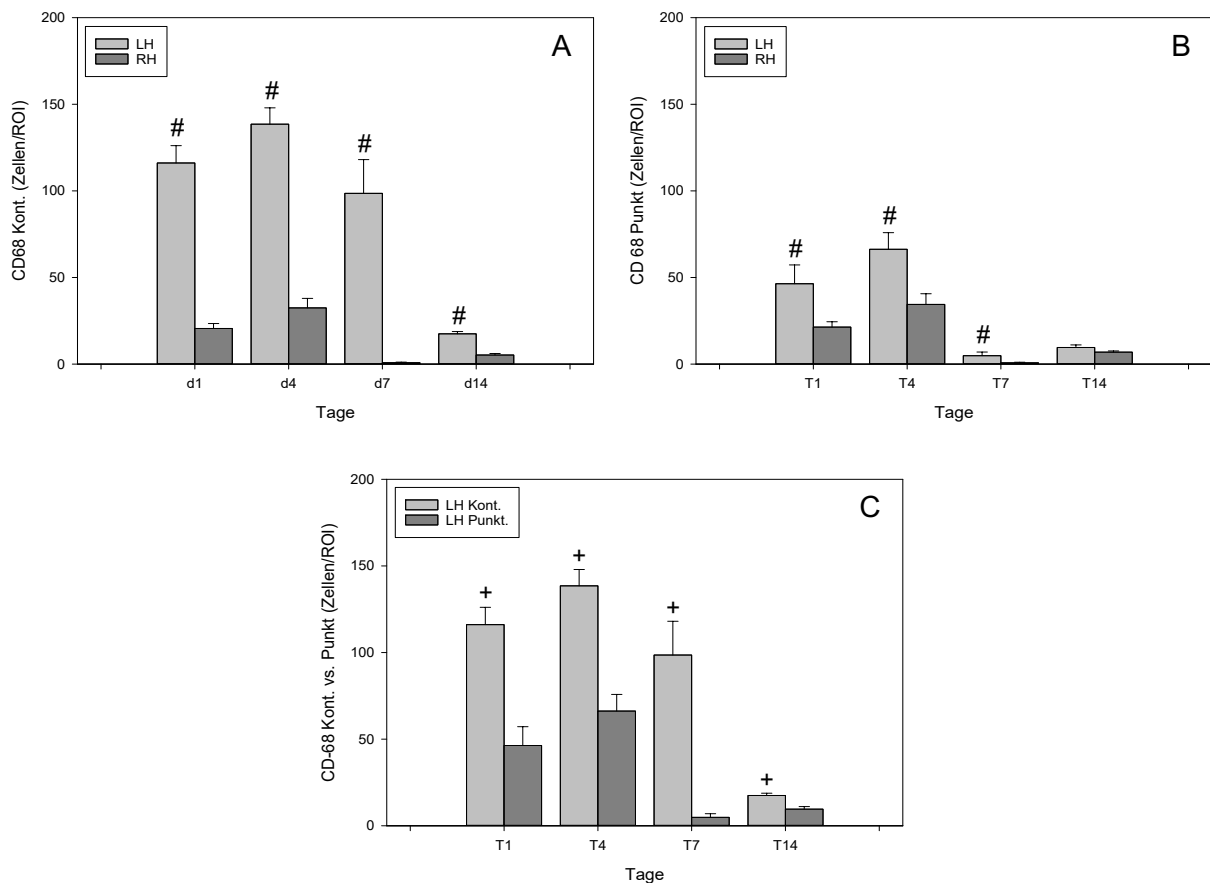 A
LH
RH
CD68 Kont. (Zellen/ROI)
200
150
100
50
0
# # # #
d1 d4 d7 d14
Tage
B
LH
RH
CD 68 Punkt (Zellen/ROI)
200
150
100
50
0
# # #
T1 T4 T7 T14
Tage
C
LH Kont.
LH Punkt.
CD-68 Kont. vs. Punkt (Zellen/ROI)
200
150
100
50
0
+ + + +
T1 T4 T7 T14
Tage